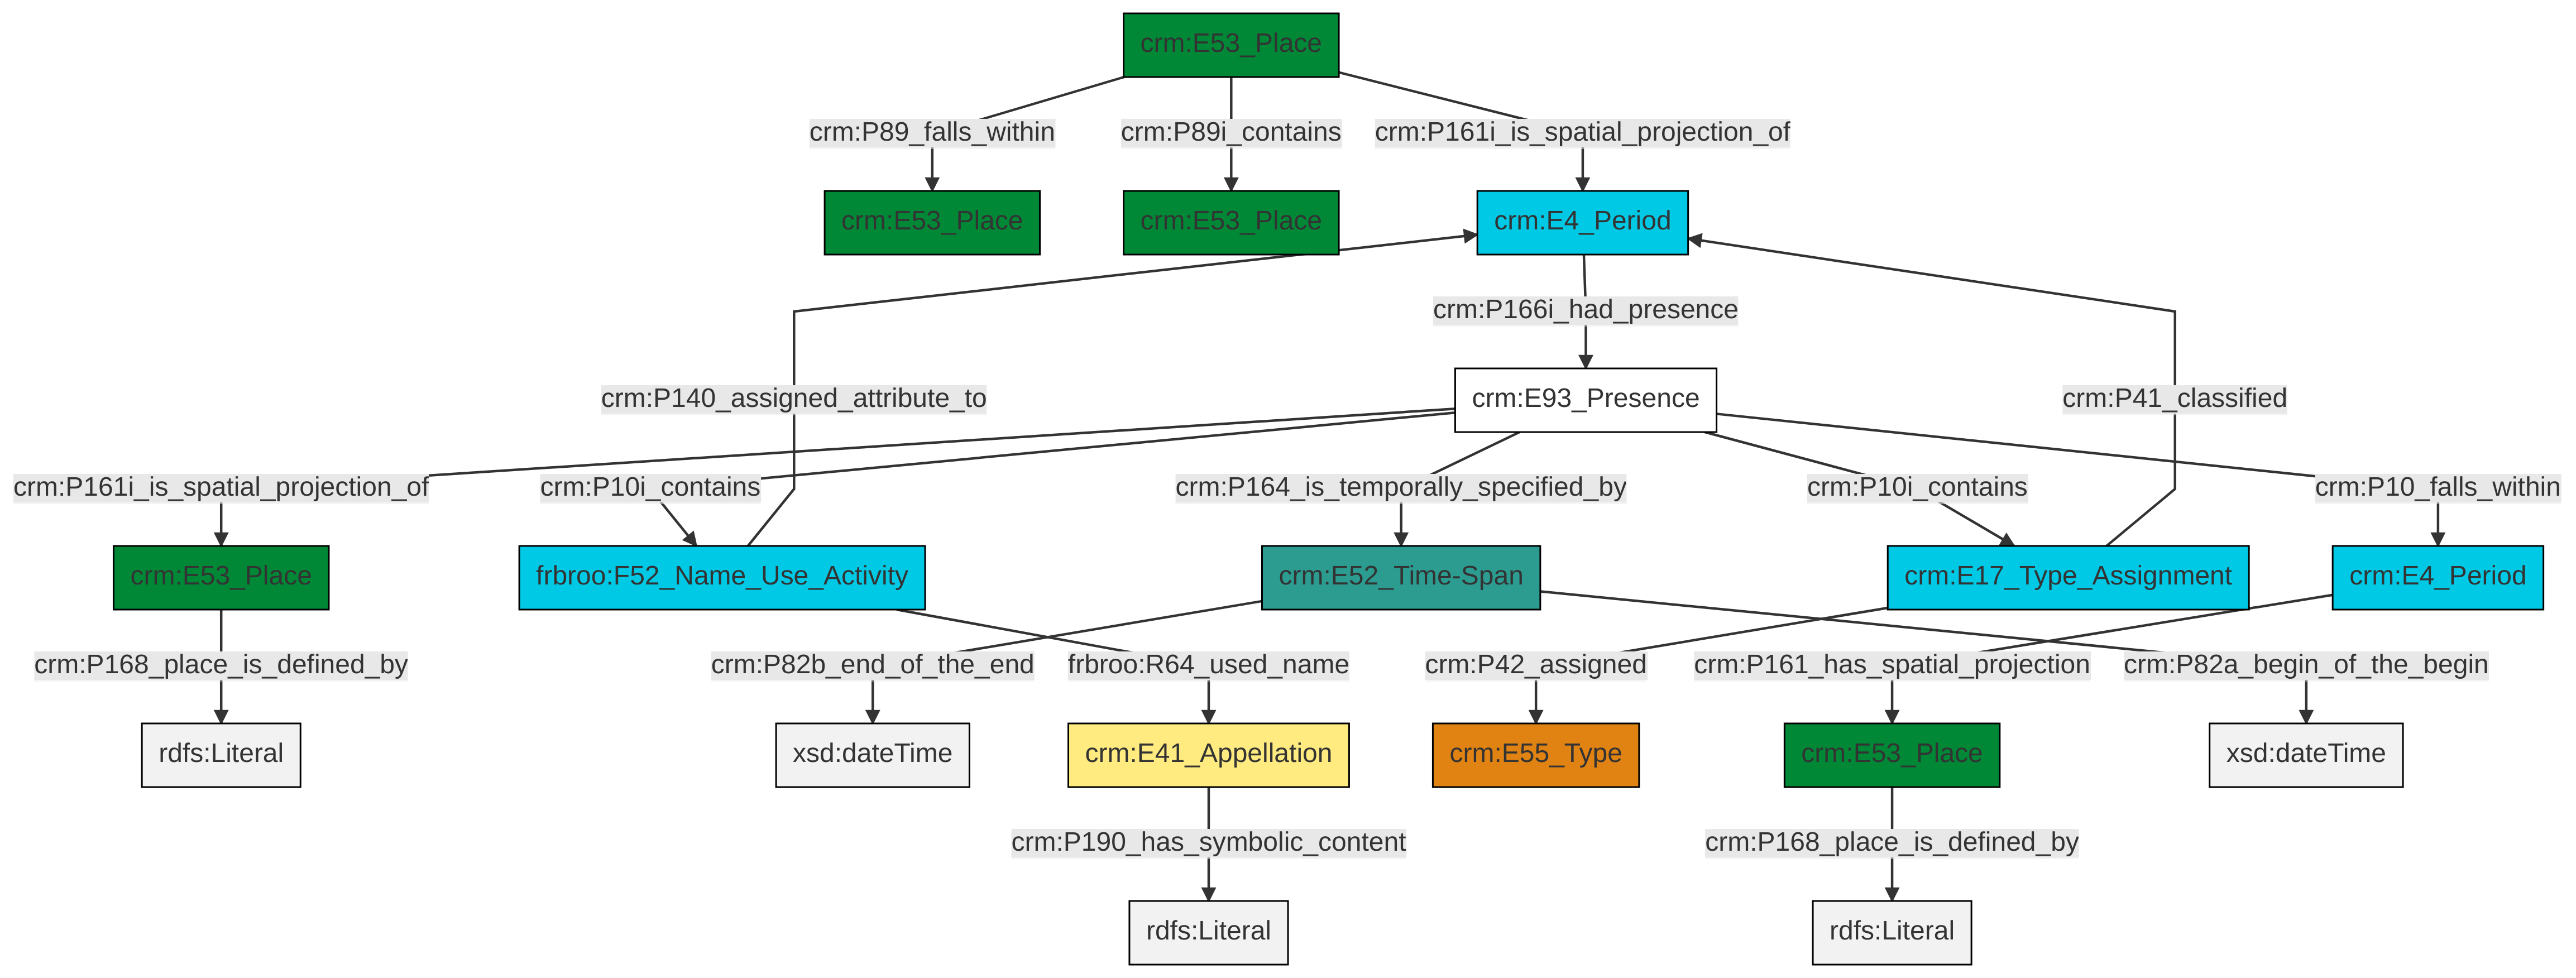 crm:E53_Place
crm:P89_falls_within
crm:P89i_contains
crm:P161i_is_spatial_projection_of
crm:E53_Place
crm:E53_Place
crm:E4_Period
crm:P166i_had_presence
crm:P140_assigned_attribute_to
crm:E93_Presence
crm:P41_classified
crm:P161i_is_spatial_projection_of
crm:P10i_contains
crm:P164_is_temporally_specified_by
crm:P10i_contains
crm:P10_falls_within
crm:E53_Place
frbroo:F52_Name_Use_Activity
crm:E52_Time-Span
crm:E17_Type_Assignment
crm:E4_Period
crm:P168_place_is_defined_by
crm:P82b_end_of_the_end
frbroo:R64_used_name
crm:P42_assigned
crm:P161_has_spatial_projection
crm:P82a_begin_of_the_begin
rdfs:Literal
xsd:dateTime
crm:E41_Appellation
crm:E55_Type
crm:E53_Place
xsd:dateTime
crm:P190_has_symbolic_content
crm:P168_place_is_defined_by
rdfs:Literal
rdfs:Literal